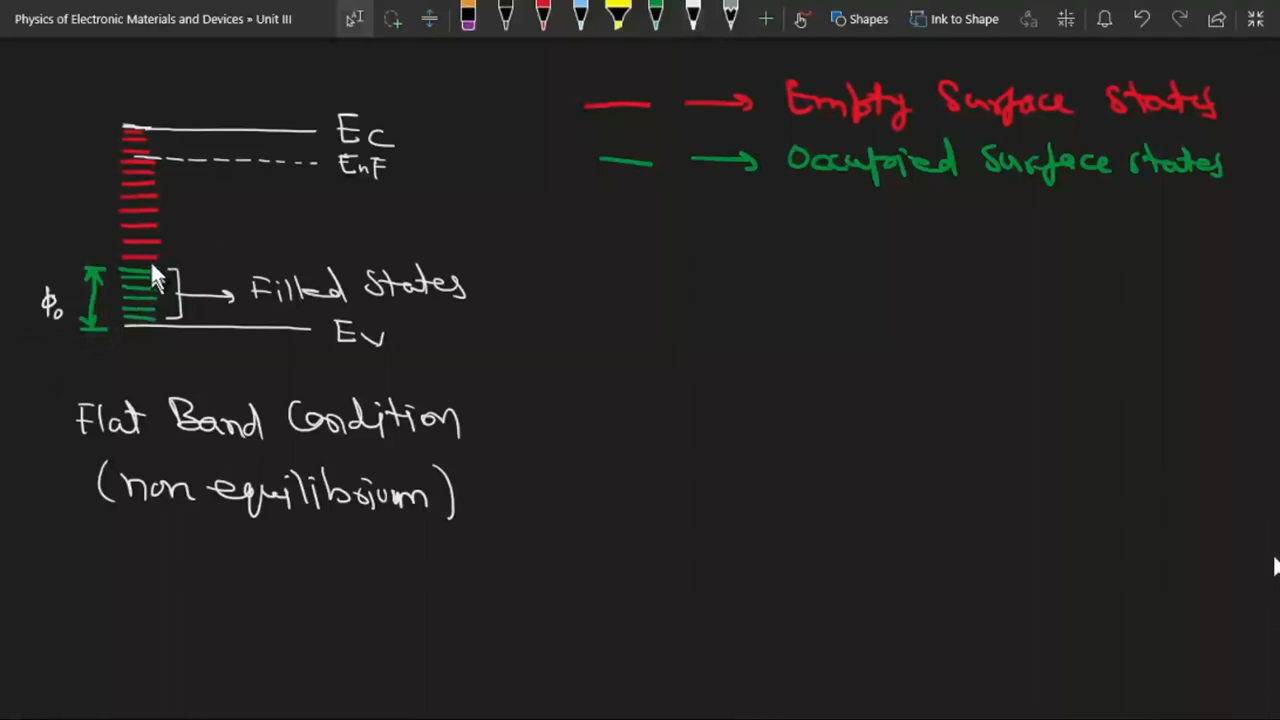 Physics of Electronic Materials and Devices » Unit III
Shapes
Ink to Shape
Ec
EnF
Empty Surface States
Occupied Surface states
Filled States
φ₀
Ev
Flat Band Condition
(non equilibrium)